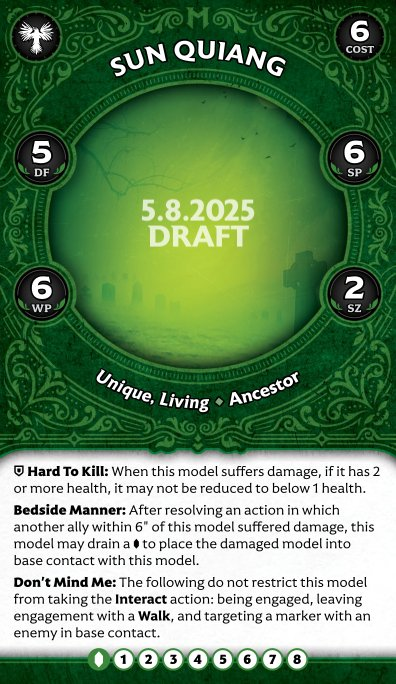 6
COST
SUN QUIANG
5
DF
6
SP
5.8.2025
DRAFT
6
WP
2
SZ
Unique, Living ◆ Ancestor
Hard To Kill: When this model suffers damage, if it has 2
or more health, it may not be reduced to below 1 health.
Bedside Manner: After resolving an action in which
another ally within 6" of this model suffered damage, this
model may drain a to place the damaged model into
base contact with this model.
Don't Mind Me: The following do not restrict this model
from taking the Interact action: being engaged, leaving
engagement with a Walk, and targeting a marker with an
enemy in base contact.
1 2 3 4 5 6 7 8